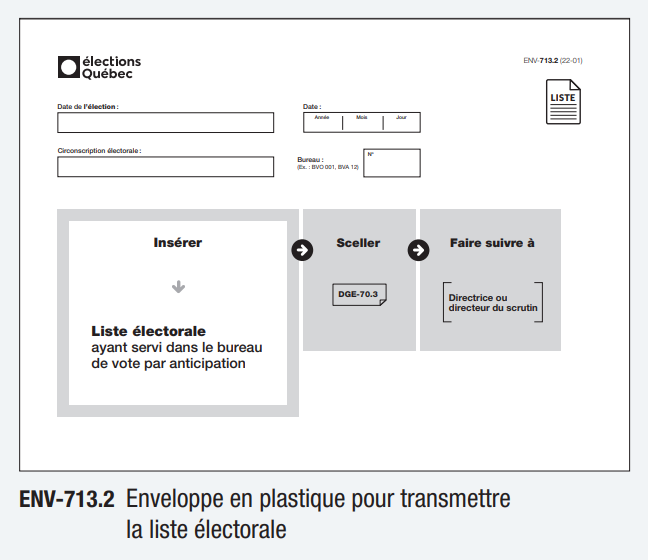 élections
Québec
ENV-713.2 (22-01)
LISTE
Date de l'élection :
Date :
Année Mois Jour
Circonscription électorale :
Bureau :
(Ex. : BVO 001, BVA 12)
N°
Insérer
Sceller
Faire suivre à
DGE-70.3
Directrice ou
directeur du scrutin
Liste électorale
ayant servi dans le bureau
de vote par anticipation
ENV-713.2 Enveloppe en plastique pour transmettre
la liste électorale